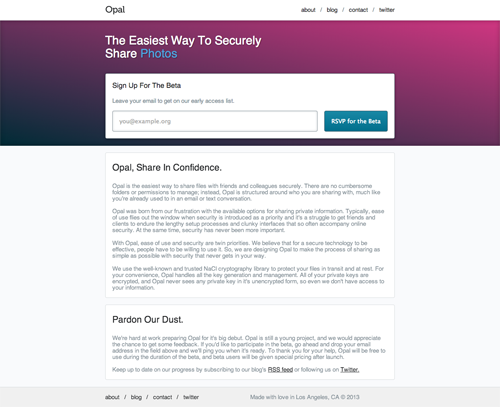 Opal
about / blog / contact / twitter
The Easiest Way To Securely
Share Photos
Sign Up For The Beta
Leave your email to get on our early access list.
you@example.org
RSVP for the Beta
Opal, Share In Confidence.
Opal is the easiest way to share files with friends and colleagues securely. There are no cumbersome
folders or permissions to manage; instead, Opal is structured around who you are sharing with, much like
you're already used to in an email or text conversation.
Opal was born from our frustration with the available options for sharing private information. Typically, ease
of use flies out the window when security is introduced as a priority and it's a struggle to get friends and
clients to endure the lengthy setup processes and clunky interfaces that so often accompany online
security. At the same time, security has never been more important.
With Opal, ease of use and security are twin priorities. We believe that for a secure technology to be
effective, people have to be willing to use it. So, we are designing Opal to make the process of sharing as
simple as possible with security that never gets in your way.
We use the well-known and trusted NaCl cryptography library to protect your files in transit and at rest. For
your convenience, Opal handles all the key generation and management. All of your private keys are
encrypted, and Opal never sees any private key in it's unencrypted form, so even we don't have access to
your information.
Pardon Our Dust.
We're hard at work preparing Opal for it's big debut. Opal is still a young project, and we would appreciate
the chance to get some feedback. If you'd like to participate in the beta, go ahead and drop your email
address in the field above and we'll ping you when it's ready. To thank you for your help, Opal will be free to
use during the duration of the beta, and beta users will be given special pricing after launch.
Keep up to date on our progress by subscribing to our blog's RSS feed or following us on Twitter.
about / blog / contact / twitter
Made with love in Los Angeles, CA © 2013